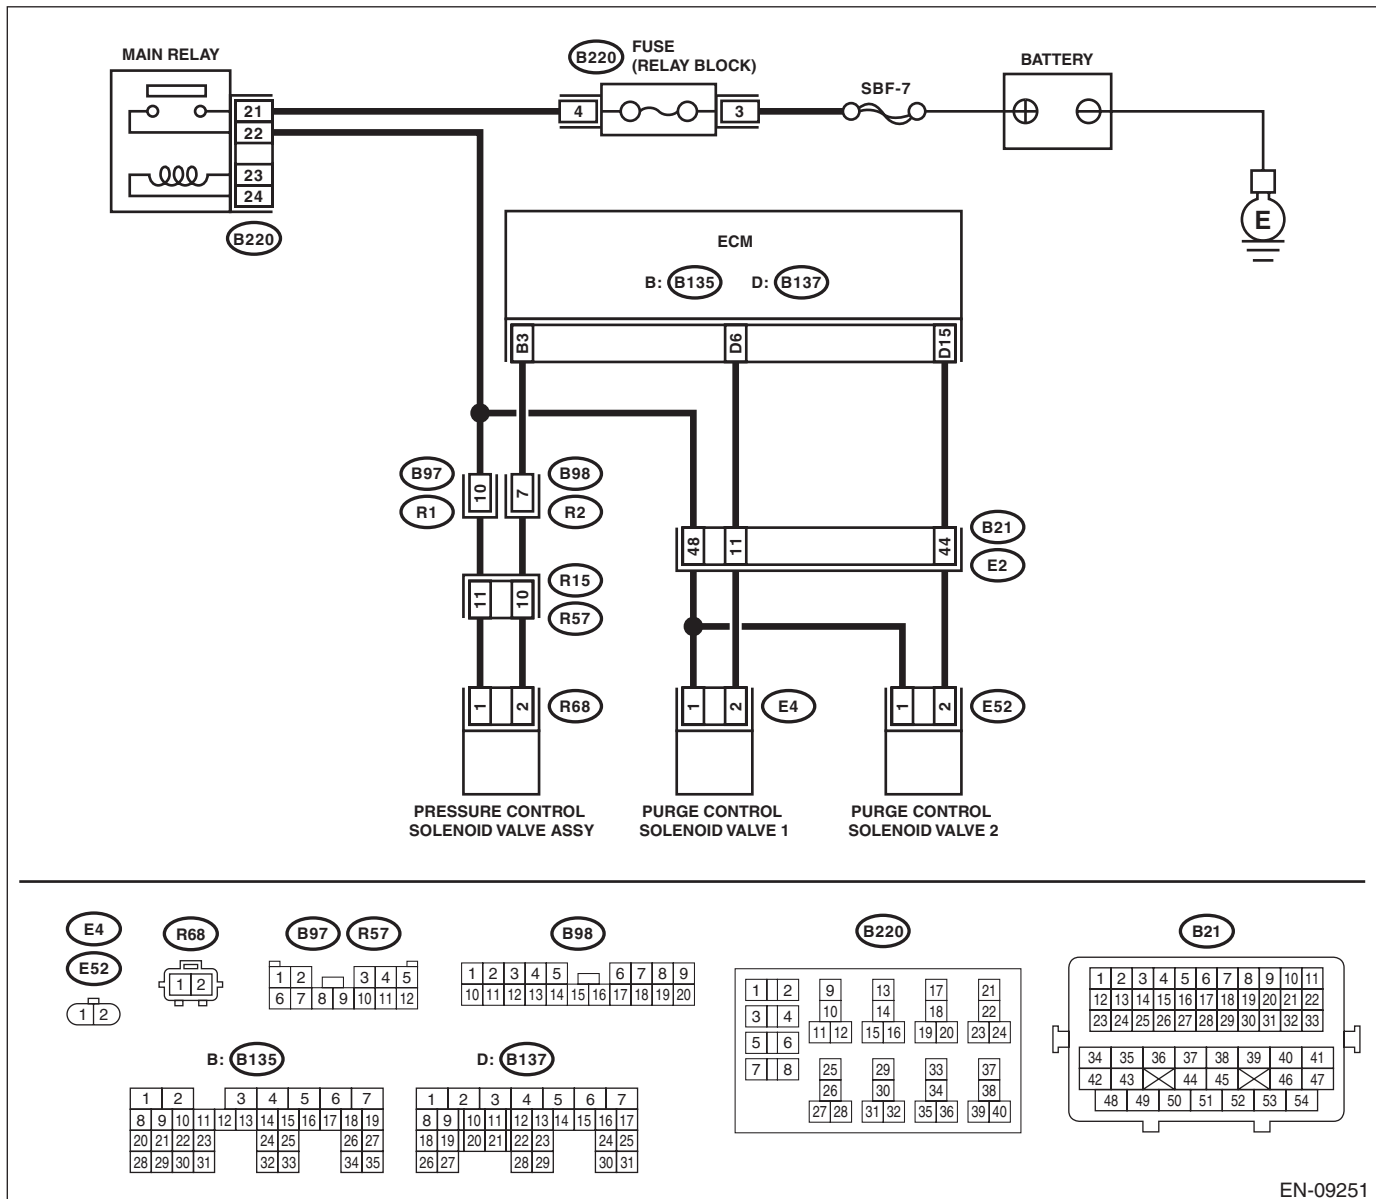 MAIN RELAY
B220
FUSE
(RELAY BLOCK)
BATTERY
SBF-7
21
4
3
22
23
24
B220
E
ECM
B: B135 D: B137
B3 D6 D15
B97 10 7 B98
R1 R2
48 11 44 B21
E2
11 10 R15
R57
1 2 R68
1 2 E4
1 2 E52
PRESSURE CONTROL
SOLENOID VALVE ASSY
PURGE CONTROL
SOLENOID VALVE 1
PURGE CONTROL
SOLENOID VALVE 2
E4
E52
1 2
R68
1 2
B97 R57
1 2 3 4 5
6 7 8 9 10 11 12
B98
1 2 3 4 5 6 7 8 9
10 11 12 13 14 15 16 17 18 19 20
B: B135
1 2 3 4 5 6 7
8 9 10 11 12 13 14 15 16 17 18 19
20 21 22 23 24 25 26 27
28 29 30 31 32 33 34 35
D: B137
1 2 3 4 5 6 7
8 9 10 11 12 13 14 15 16 17
18 19 20 21 22 23 24 25
26 27 28 29 30 31
B220
1 2 9 13 17 21
3 4 10 14 18 22
11 12 15 16 19 20 23 24
5 6
7 8 25 29 33 37
26 30 34 38
27 28 31 32 35 36 39 40
B21
1 2 3 4 5 6 7 8 9 10 11
12 13 14 15 16 17 18 19 20 21 22
23 24 25 26 27 28 29 30 31 32 33
34 35 36 37 38 39 40 41
42 43 44 45 46 47
48 49 50 51 52 53 54
EN-09251